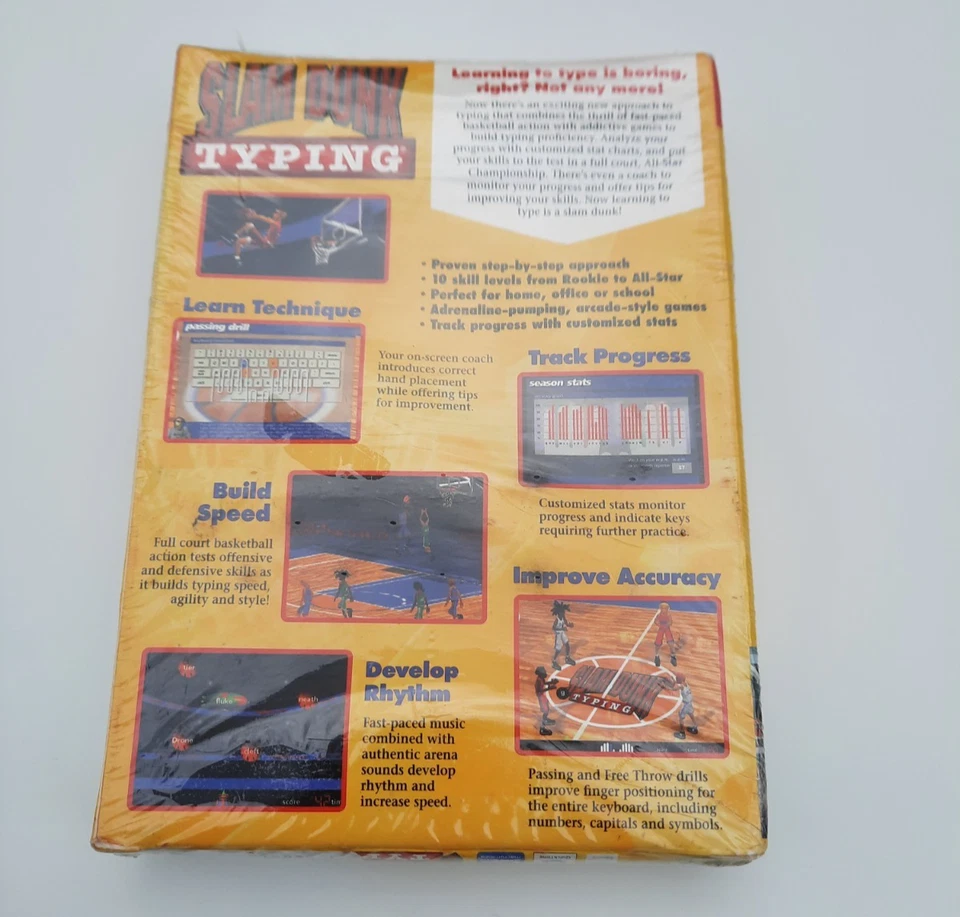 SLAM DUNK
TYPING
Learning to type is boring,
right? Not any more!
Now there's an exciting new approach to
typing that combines the thrill of fast-paced
basketball action with addictive games to
build typing proficiency. Analyze your
progress with customized stat charts, and put
your skills to the test in a full court, All-Star
Championship. There's even a coach to
monitor your progress and offer tips for
improving your skills. Now learning to
type is a slam dunk!
• Proven step-by-step approach
• 10 skill levels from Rookie to All-Star
• Perfect for home, office or school
• Adrenaline-pumping, arcade-style games
• Track progress with customized stats
Learn Technique
passing drill
Your on-screen coach
introduces correct
hand placement
while offering tips
for improvement.
Track Progress
season stats
37
Customized stats monitor
progress and indicate keys
requiring further practice.
Build
Speed
Full court basketball
action tests offensive
and defensive skills as
it builds typing speed,
agility and style!
Improve Accuracy
SLAM DUNK
TYPING
Passing and Free Throw drills
improve finger positioning for
the entire keyboard, including
numbers, capitals and symbols.
Develop
Rhythm
Fast-paced music
combined with
authentic arena
sounds develop
rhythm and
increase speed.
fluke
Drone
score
TYPING